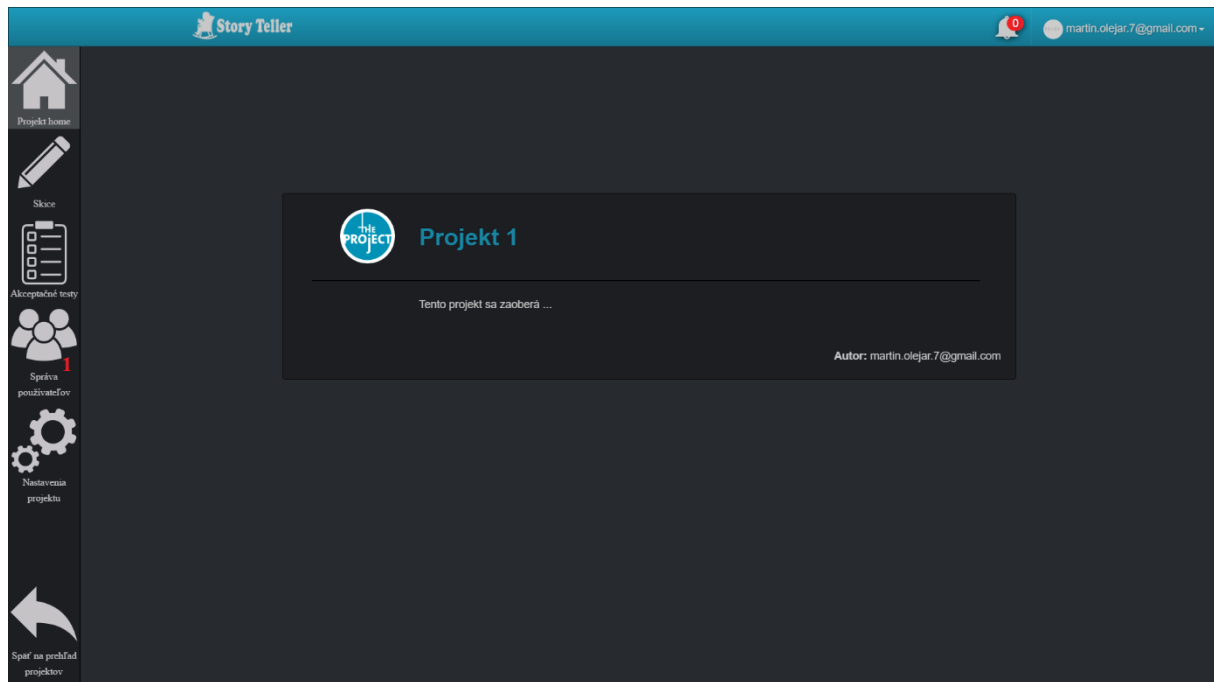 Story Teller
0
martin.olejar.7@gmail.com
Projekt home
Skice
Akceptačné testy
1
Správa
používateľov
Nastavenia
projektu
Späť na prehľad
projektov
THE
PROJECT
Projekt 1
Tento projekt sa zaoberá ...
Autor: martin.olejar.7@gmail.com